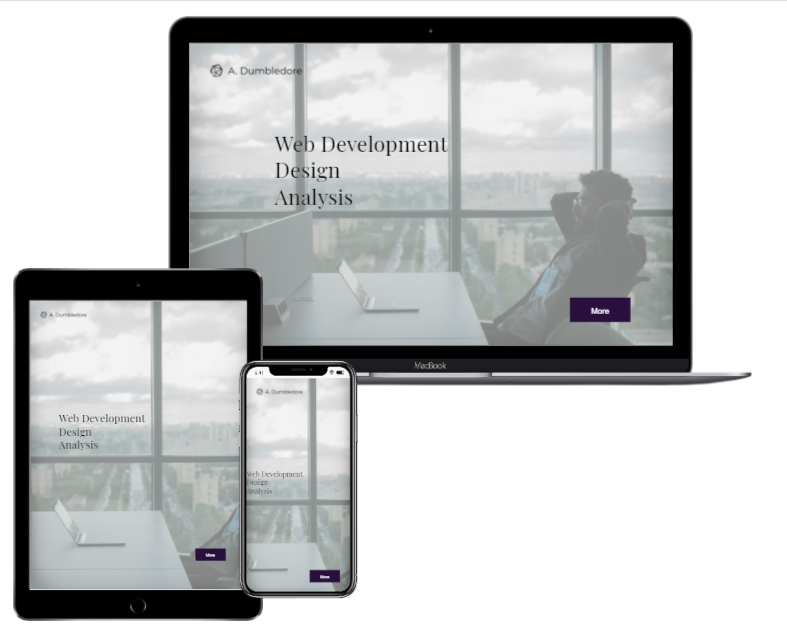 A. Dumbledore
Web Development
Design
Analysis
More
MacBook
A. Dumbledore
Web Development
Design
Analysis
More
A. Dumbledore
Web Development
Design
Analysis
More